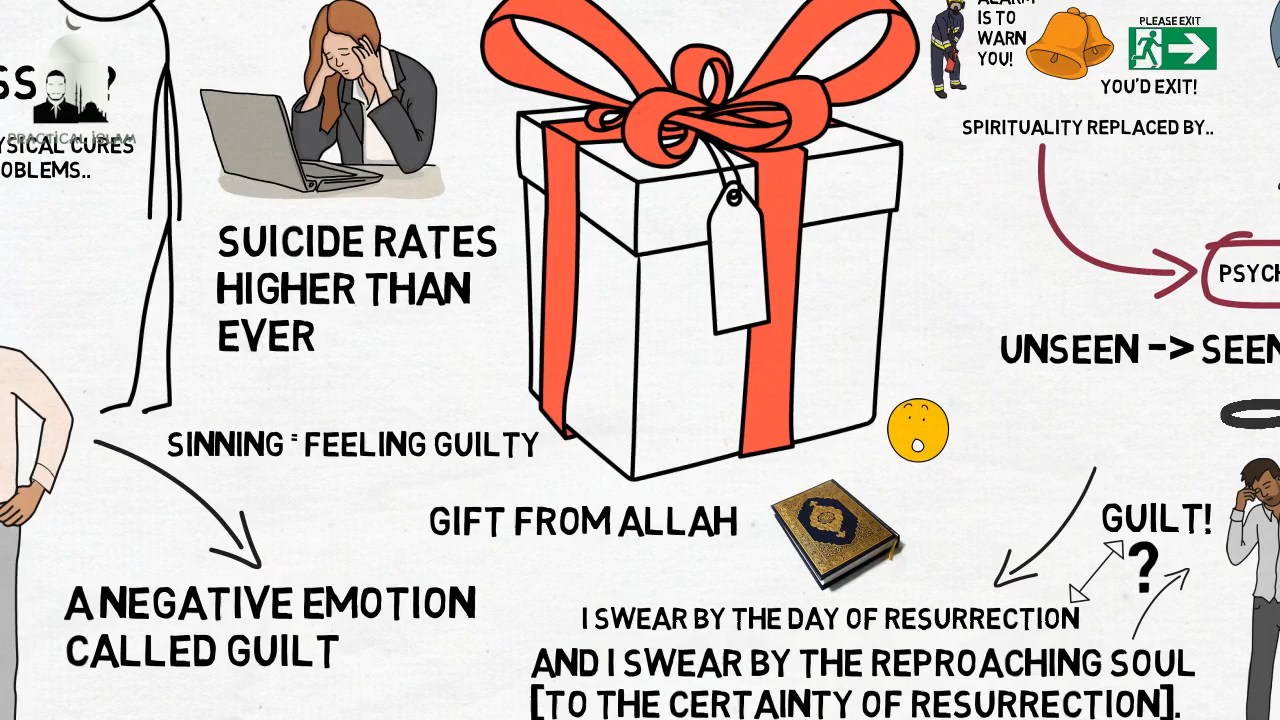 ALARM
IS TO
WARN
YOU!
PLEASE EXIT
YOU'D EXIT!
SPIRITUALITY REPLACED BY..
PRACTICAL ISLAM
CURES
OBLEMS..
SUICIDE RATES
HIGHER THAN
EVER
PSYCH
UNSEEN -> SEEN
SINNING = FEELING GUILTY
GIFT FROM ALLAH
GUILT!
?
A NEGATIVE EMOTION
CALLED GUILT
I SWEAR BY THE DAY OF RESURRECTION
AND I SWEAR BY THE REPROACHING SOUL
[TO THE CERTAINTY OF RESURRECTION].